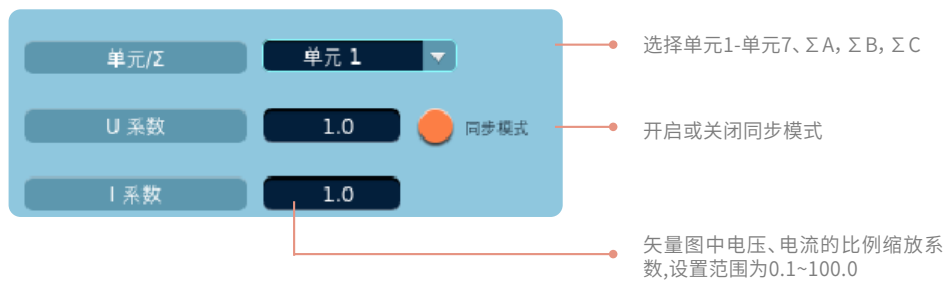 单元/Σ 单元 1 选择单元1-单元7、ΣA，ΣB，ΣC
U 系数 1.0 同步模式 开启或关闭同步模式
I 系数 1.0
矢量图中电压、电流的比例缩放系
数,设置范围为0.1~100.0